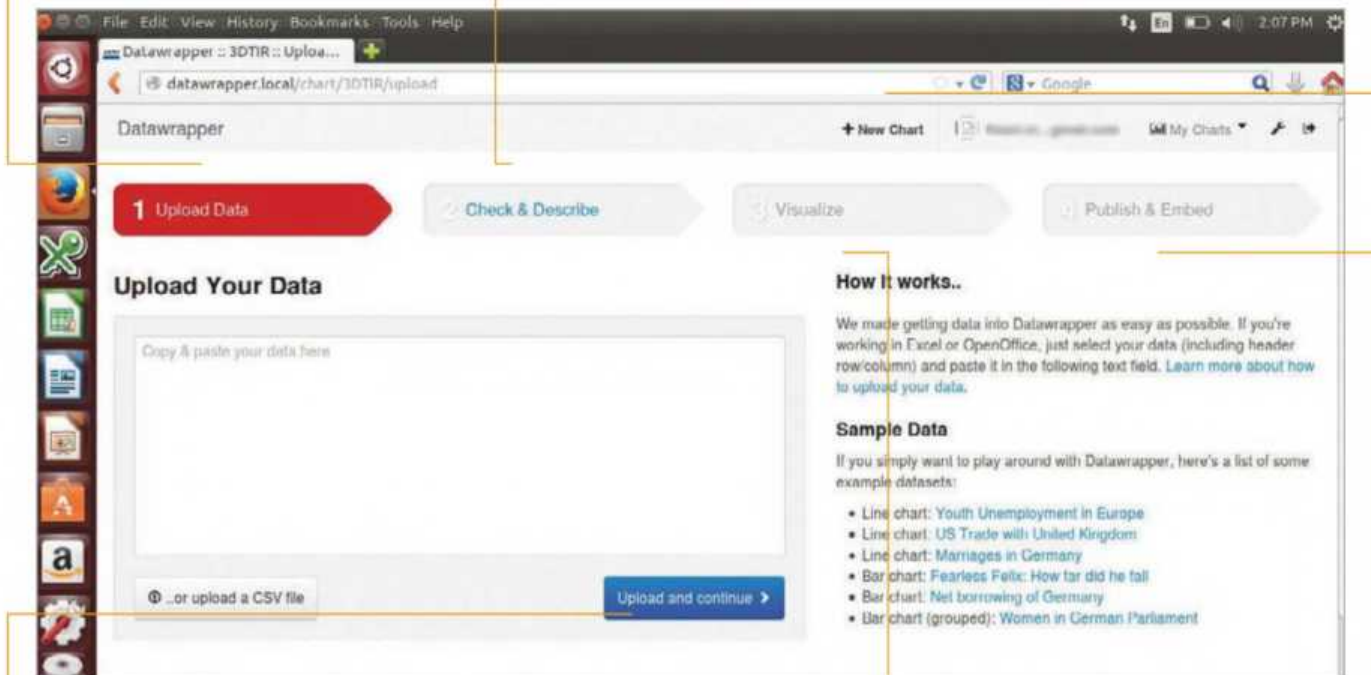 File Edit View History Bookmarks Tools Help
En 2:07 PM
Datawrapper :: 3DTIR :: Uploa...
datawrapper.local/chart/3DTIR/upload
Google
Datawrapper
+ New Chart
My Charts
1 Upload Data
2 Check & Describe
3 Visualize
4 Publish & Embed
Upload Your Data
Copy & paste your data here
...or upload a CSV file
Upload and continue
How it works..
We made getting data into Datawrapper as easy as possible. If you're
working in Excel or OpenOffice, just select your data (including header
row/column) and paste it in the following text field. Learn more about how
to upload your data.
Sample Data
If you simply want to play around with Datawrapper, here's a list of some
example datasets:
• Line chart: Youth Unemployment in Europe
• Line chart: US Trade with United Kingdom
• Line chart: Marriages in Germany
• Bar chart: Fearless Felix: How far did he fall
• Bar chart: Net borrowing of Germany
• Bar chart (grouped): Women in German Parliament
A
a